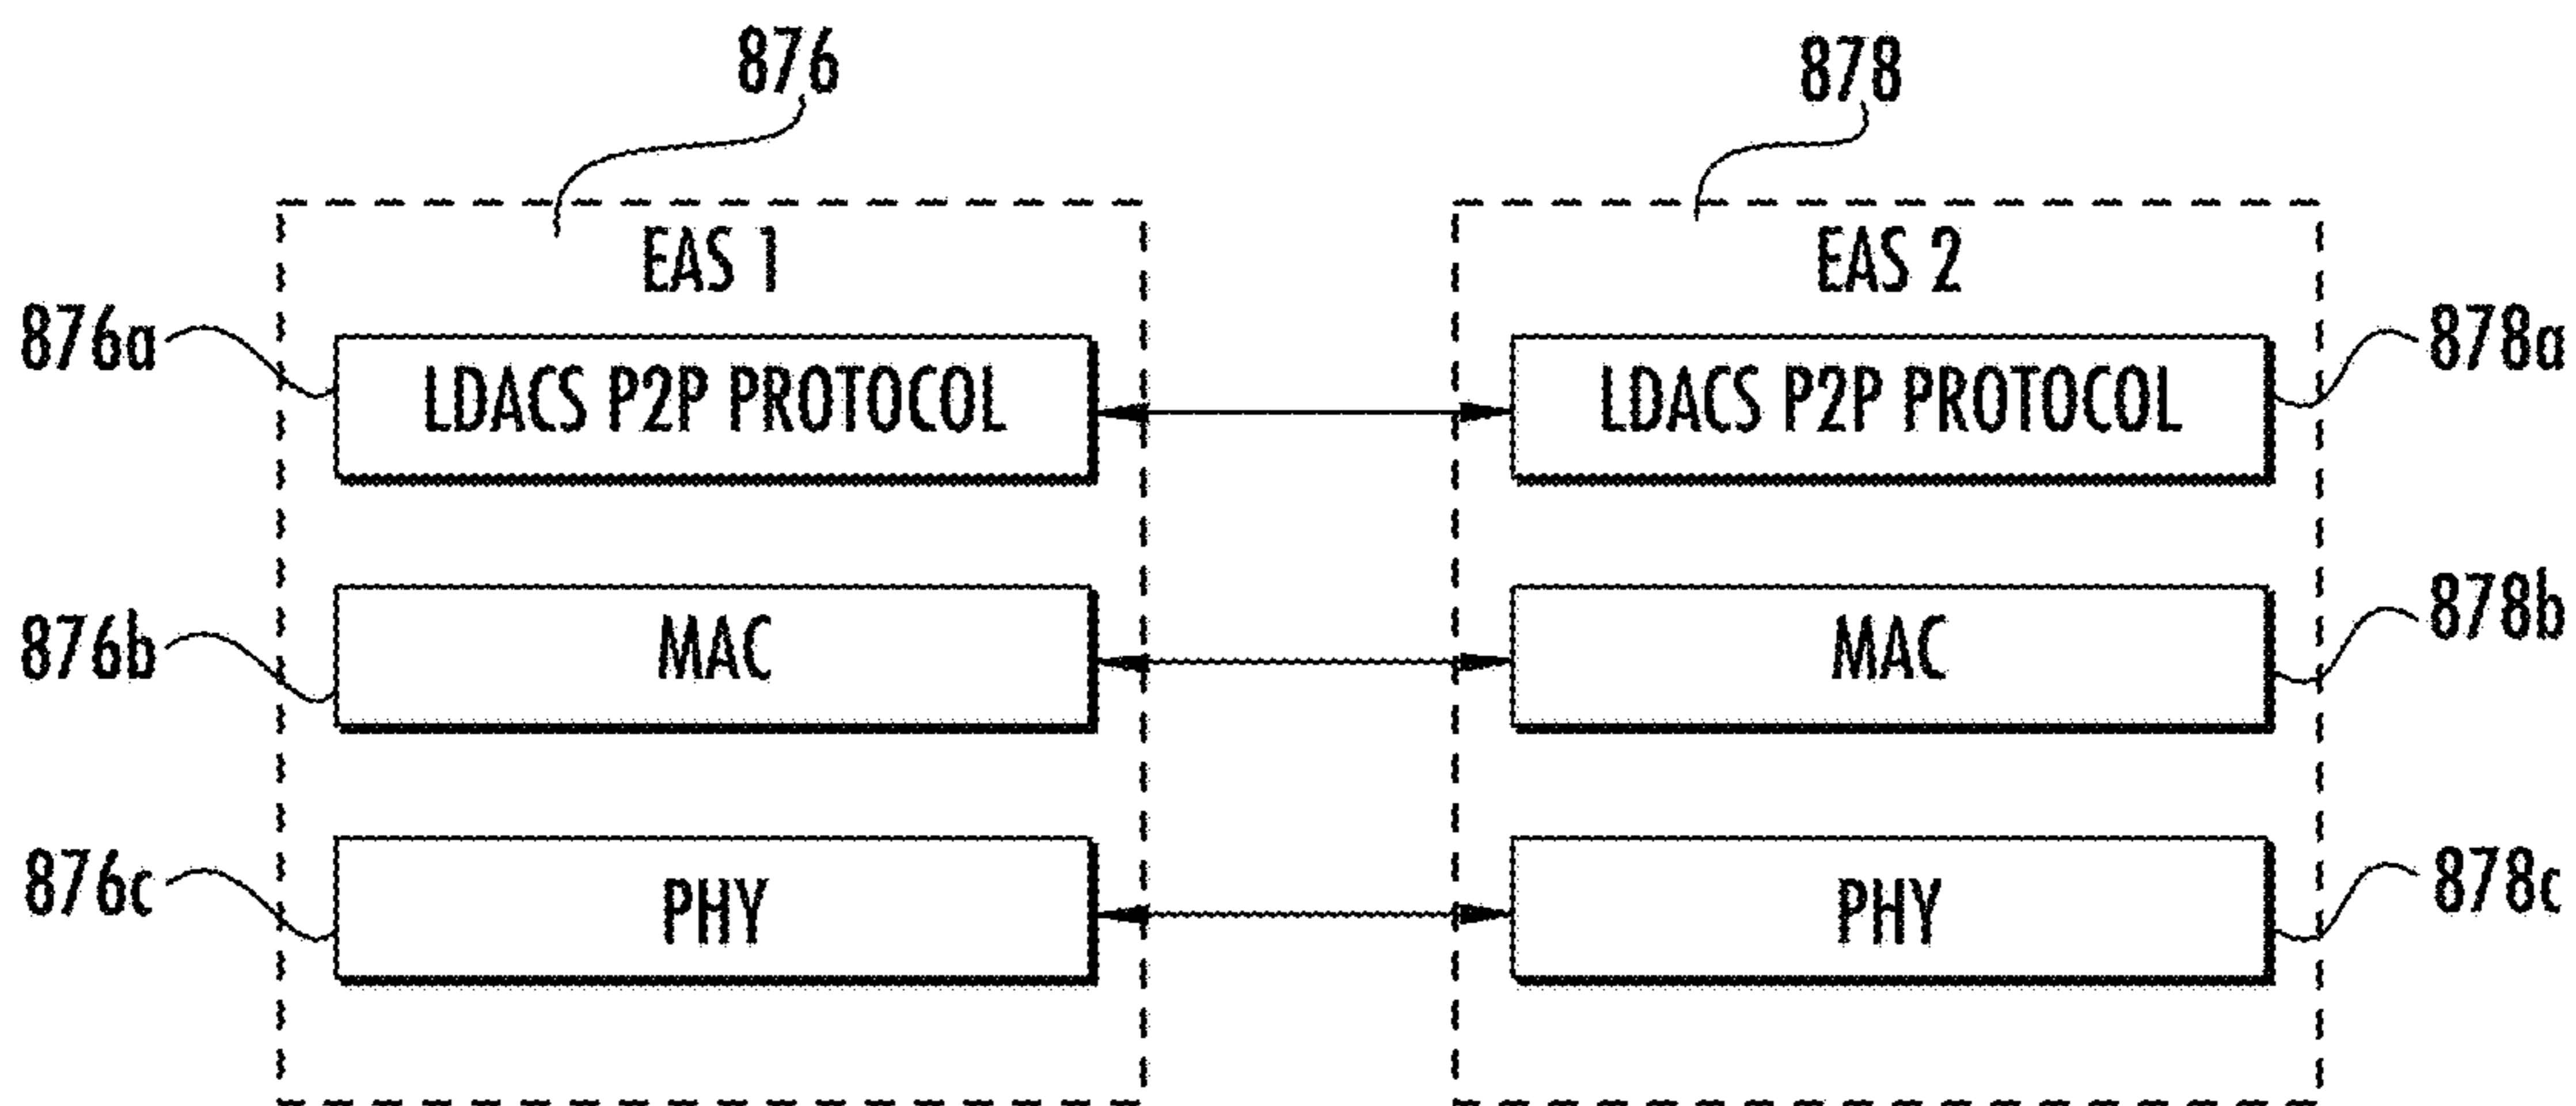 876
878
EAS 1
EAS 2
876a
LDACS P2P PROTOCOL
LDACS P2P PROTOCOL
878a
876b
MAC
MAC
878b
876c
PHY
PHY
878c